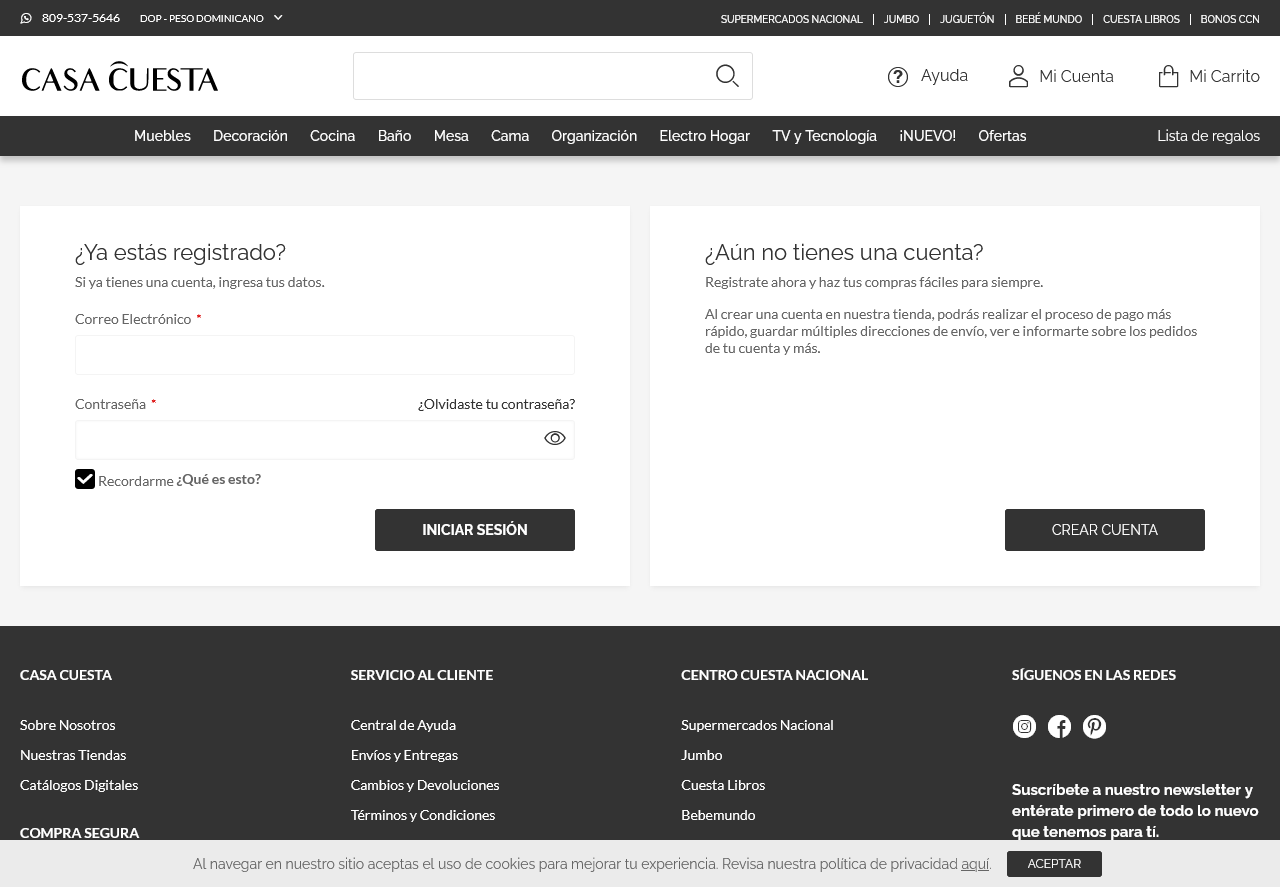 809-537-5646
DOP - PESO DOMINICANO
SUPERMERCADOS NACIONAL
JUMBO
JUGUETÓN
BEBÉ MUNDO
CUESTA LIBROS
BONOS CCN
CASA CUESTA
Ayuda
Mi Cuenta
Mi Carrito
Muebles
Decoración
Cocina
Baño
Mesa
Cama
Organización
Electro Hogar
TV y Tecnología
¡NUEVO!
Ofertas
Lista de regalos
¿Ya estás registrado?
Si ya tienes una cuenta, ingresa tus datos.
Correo Electrónico *
Contraseña *
¿Olvidaste tu contraseña?
Recordarme ¿Qué es esto?
INICIAR SESIÓN
¿Aún no tienes una cuenta?
Registrate ahora y haz tus compras fáciles para siempre.
Al crear una cuenta en nuestra tienda, podrás realizar el proceso de pago más
rápido, guardar múltiples direcciones de envío, ver e informarte sobre los pedidos
de tu cuenta y más.
CREAR CUENTA
CASA CUESTA
Sobre Nosotros
Nuestras Tiendas
Catálogos Digitales
COMPRA SEGURA
SERVICIO AL CLIENTE
Central de Ayuda
Envíos y Entregas
Cambios y Devoluciones
Términos y Condiciones
CENTRO CUESTA NACIONAL
Supermercados Nacional
Jumbo
Cuesta Libros
Bebemundo
SÍGUENOS EN LAS REDES
Suscríbete a nuestro newsletter y
entérate primero de todo lo nuevo
que tenemos para tí.
Al navegar en nuestro sitio aceptas el uso de cookies para mejorar tu experiencia. Revisa nuestra política de privacidad aquí.
ACEPTAR